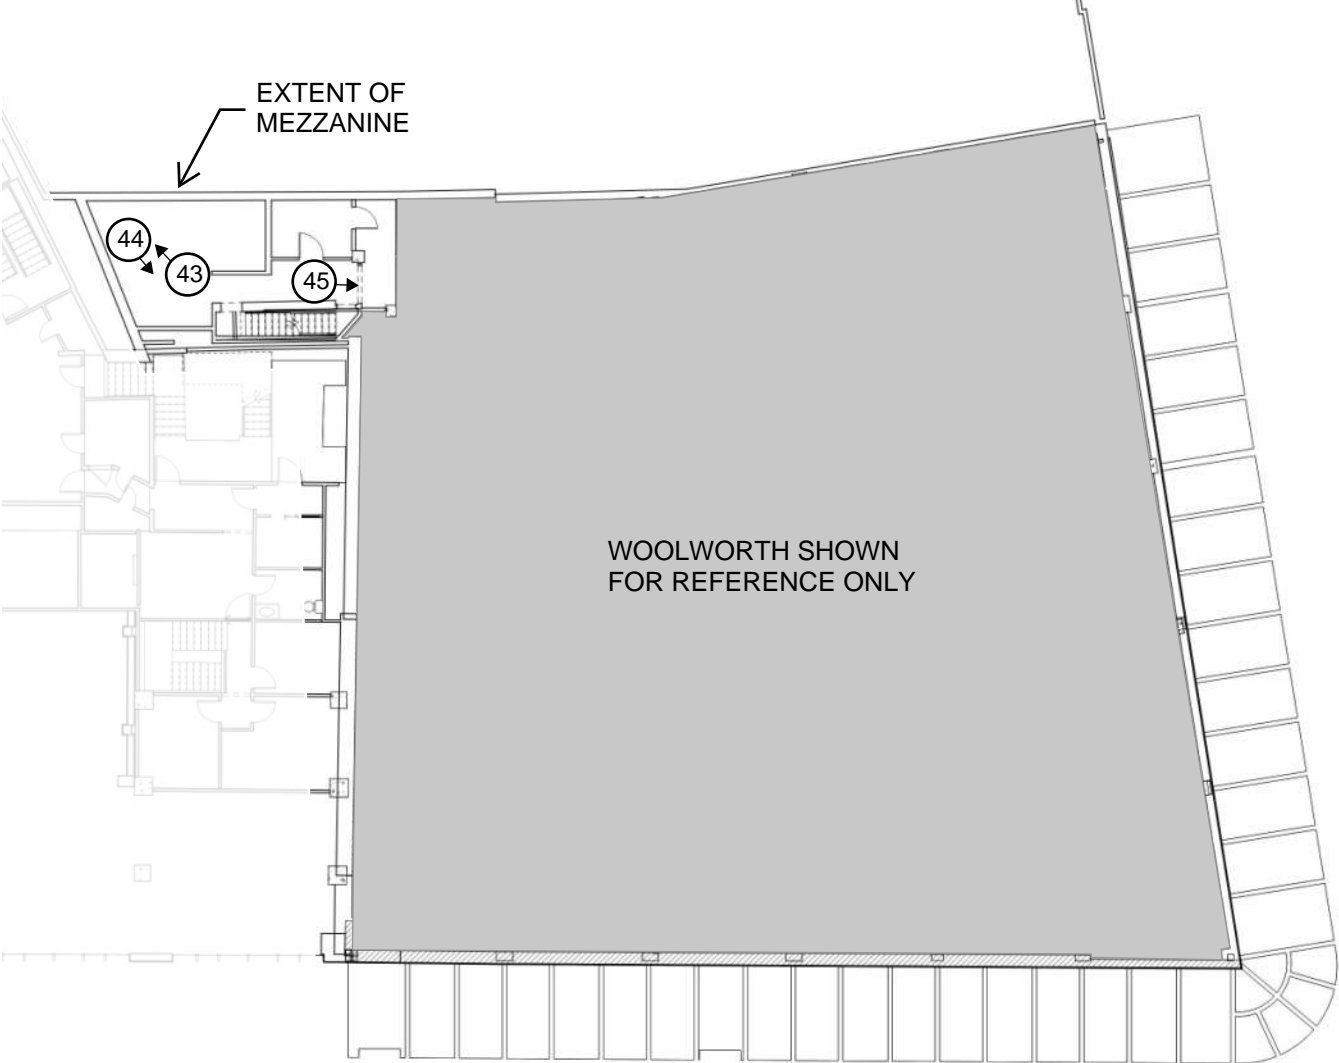 EXTENT OF
MEZZANINE
44
43
45
WOOLWORTH SHOWN
FOR REFERENCE ONLY